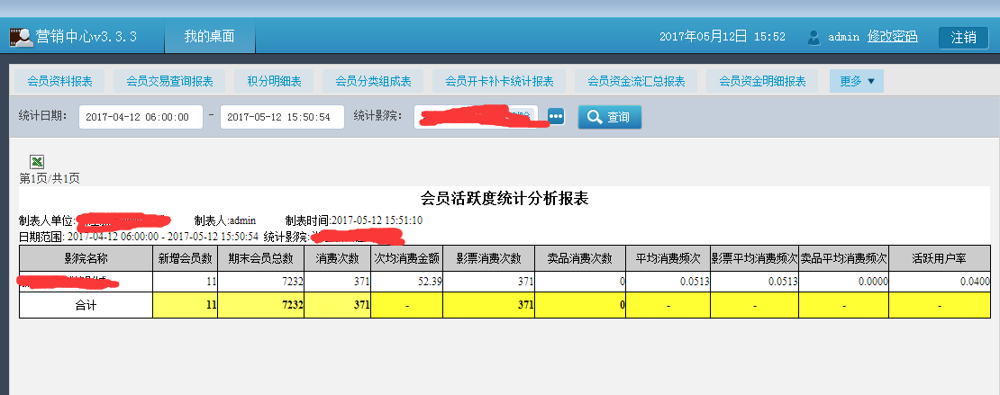 营销中心v3.3.3 我的桌面 2017年05月12日 15:52 admin 修改密码 注销
会员资料报表 会员交易查询报表 积分明细表 会员分类组成表 会员开卡补卡统计报表 会员资金流汇总报表 会员资金明细报表 更多
统计日期: 2017-04-12 06:00:00 - 2017-05-12 15:50:54 统计影院: 查询
第1页/共1页
会员活跃度统计分析报表
制表人单位: 制表人:admin 制表时间:2017-05-12 15:51:10
日期范围: 2017-04-12 06:00:00 - 2017-05-12 15:50:54 统计影院:
影院名称 新增会员数 期末会员总数 消费次数 次均消费金额 影票消费次数 卖品消费次数 平均消费频次 影票平均消费频次 卖品平均消费频次 活跃用户率
11 7232 371 52.39 371 0 0.0513 0.0513 0.0000 0.0400
合计 11 7232 371 - 371 0 - - - -